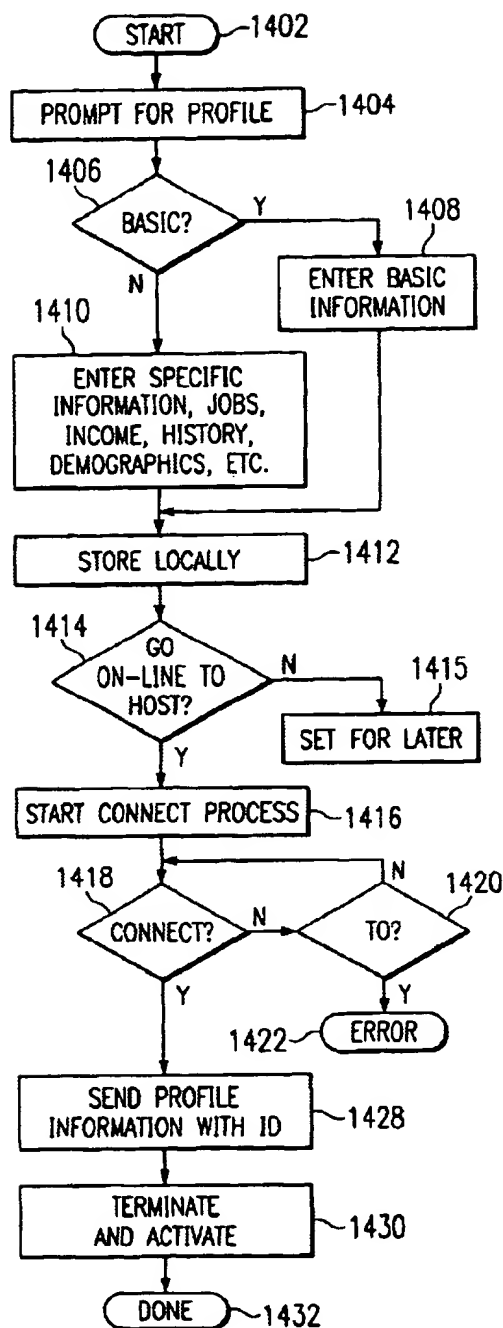 START
1402
PROMPT FOR PROFILE
1404
1406
BASIC?
Y
N
1408
ENTER BASIC
INFORMATION
1410
ENTER SPECIFIC
INFORMATION, JOBS,
INCOME, HISTORY,
DEMOGRAPHICS, ETC.
STORE LOCALLY
1412
1414
GO
ON-LINE TO
HOST?
N
Y
1415
SET FOR LATER
START CONNECT PROCESS
1416
1418
CONNECT?
N
Y
N
1420
TO?
Y
1422
ERROR
SEND PROFILE
INFORMATION WITH ID
1428
TERMINATE
AND ACTIVATE
1430
DONE
1432